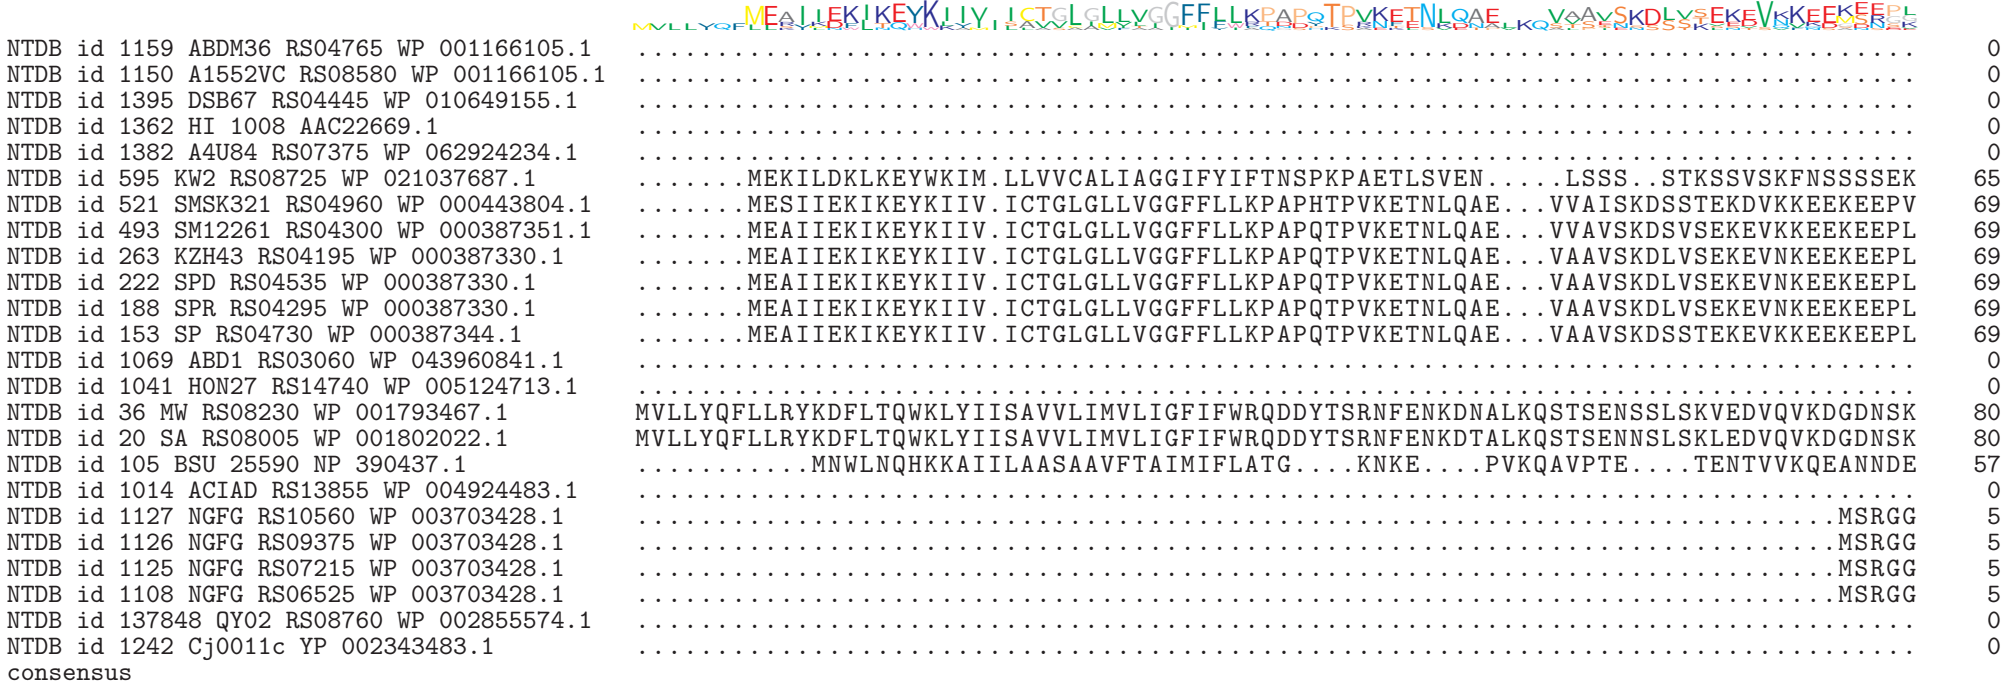 NTDB id 1159 ABDM36 RS04765 WP 001166105.1 ................................................................................ 0
NTDB id 1150 A1552VC RS08580 WP 001166105.1 ................................................................................ 0
NTDB id 1395 DSB67 RS04445 WP 010649155.1 ................................................................................ 0
NTDB id 1362 HI 1008 AAC22669.1 ................................................................................ 0
NTDB id 1382 A4U84 RS07375 WP 062924234.1 ................................................................................ 0
NTDB id 595 KW2 RS08725 WP 021037687.1 .......MEKILDKLKEYWKIM.LLVVCALIAGGIFYIFTNSPKPAETLSVEN.....LSSS..STKSSVSKFNSSSSEK 65
NTDB id 521 SMSK321 RS04960 WP 000443804.1 .......MESIIEKIKEYKIIV.ICTGLGLLVGGFFLLKPAPHTPVKETNLQAE...VVAISKDSSTEKDVKKEEKEEPV 69
NTDB id 493 SM12261 RS04300 WP 000387351.1 .......MEAIIEKIKEYKIIV.ICTGLGLLVGGFFLLKPAPQTPVKETNLQAE...VVAVSKDSVSEKEVKKEEKEEPL 69
NTDB id 263 KZH43 RS04195 WP 000387330.1 .......MEAIIEKIKEYKIIV.ICTGLGLLVGGFFLLKPAPQTPVKETNLQAE...VAAVSKDLVSEKEVNKEEKEEPL 69
NTDB id 222 SPD RS04535 WP 000387330.1 .......MEAIIEKIKEYKIIV.ICTGLGLLVGGFFLLKPAPQTPVKETNLQAE...VAAVSKDLVSEKEVNKEEKEEPL 69
NTDB id 188 SPR RS04295 WP 000387330.1 .......MEAIIEKIKEYKIIV.ICTGLGLLVGGFFLLKPAPQTPVKETNLQAE...VAAVSKDLVSEKEVNKEEKEEPL 69
NTDB id 153 SP RS04730 WP 000387344.1 .......MEAIIEKIKEYKIIV.ICTGLGLLVGGFFLLKPAPQTPVKETNLQAE...VAAVSKDSSTEKEVKKEEKEEPL 69
NTDB id 1069 ABD1 RS03060 WP 043960841.1 ................................................................................ 0
NTDB id 1041 HON27 RS14740 WP 005124713.1 ................................................................................ 0
NTDB id 36 MW RS08230 WP 001793467.1 MVLLYQFLLRYKDFLTQWKLYIISAVVLIMVLIGFIFWRQDDYTSRNFENKDNALKQSTSENSSLSKVEDVQVKDGDNSK 80
NTDB id 20 SA RS08005 WP 001802022.1 MVLLYQFLLRYKDFLTQWKLYIISAVVLIMVLIGFIFWRQDDYTSRNFENKDTALKQSTSENNSLSKLEDVQVKDGDNSK 80
NTDB id 105 BSU 25590 NP 390437.1 ...........MNWLNQHKKAIILAASAAVFTAIMIFLATG....KNKE....PVKQAVPTE....TENTVVKQEANNDE 57
NTDB id 1014 ACIAD RS13855 WP 004924483.1 ................................................................................ 0
NTDB id 1127 NGFG RS10560 WP 003703428.1 ...........................................................................MSRGG 5
NTDB id 1126 NGFG RS09375 WP 003703428.1 ...........................................................................MSRGG 5
NTDB id 1125 NGFG RS07215 WP 003703428.1 ...........................................................................MSRGG 5
NTDB id 1108 NGFG RS06525 WP 003703428.1 ...........................................................................MSRGG 5
NTDB id 137848 QY02 RS08760 WP 002855574.1 ................................................................................ 0
NTDB id 1242 Cj0011c YP 002343483.1 ................................................................................ 0
consensus